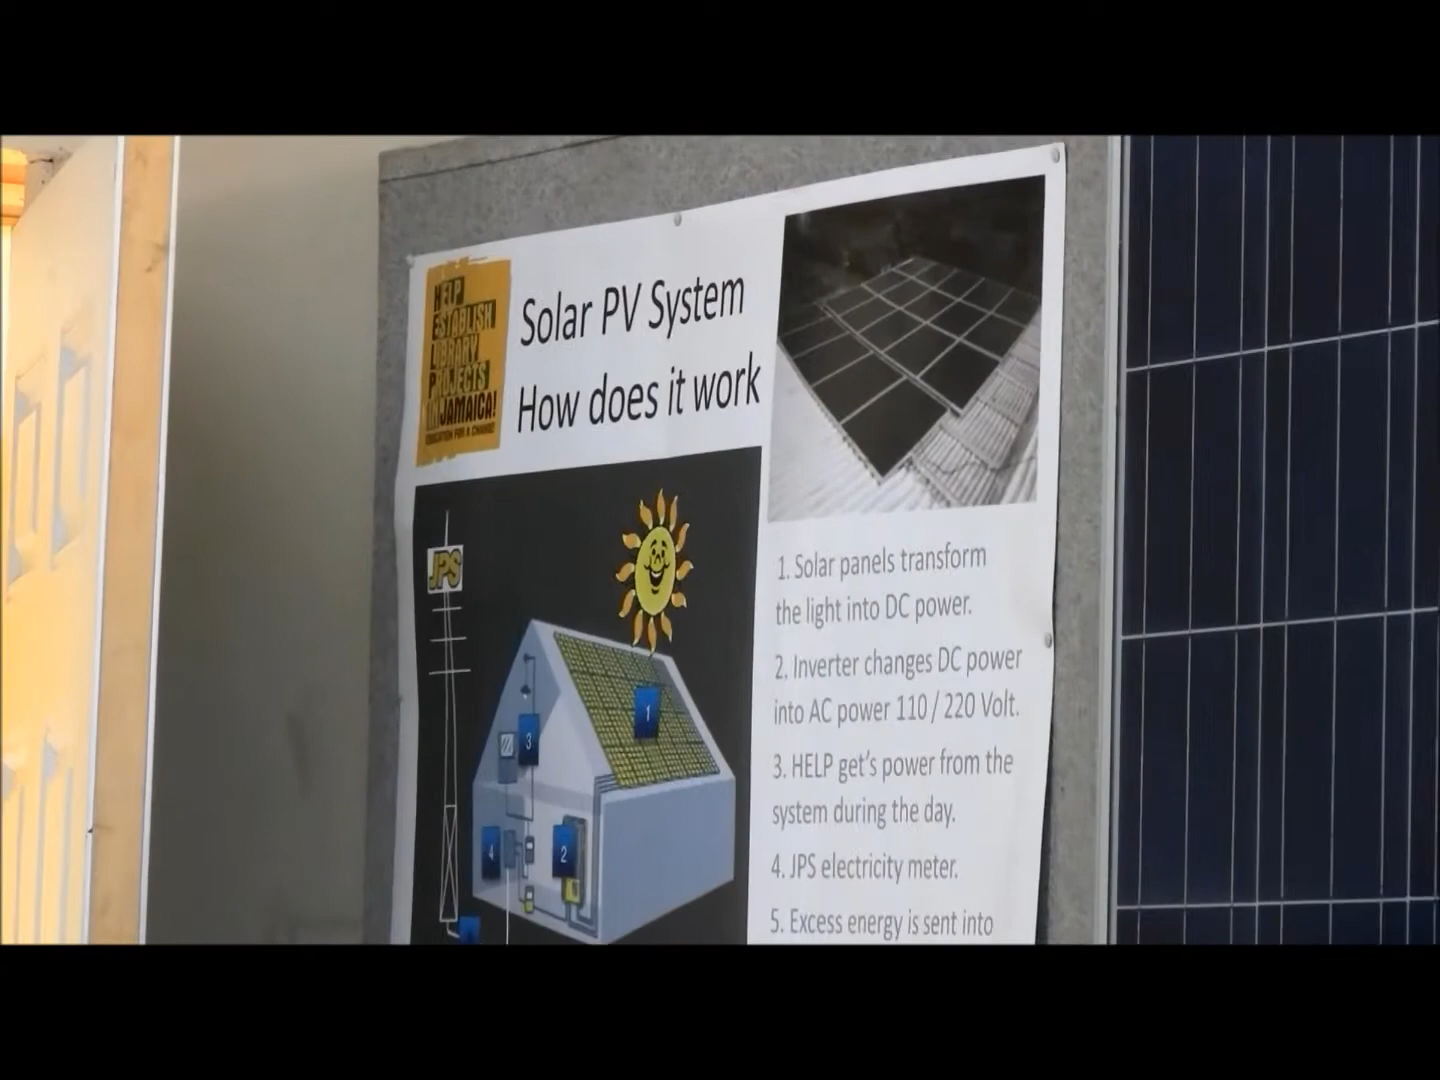 HELP
ESTABLISH
LIBRARY
PROJECTS
IN JAMAICA!
EDUCATION FOR A CHANGE
Solar PV System
How does it work
JPS
1
3
4
2
1. Solar panels transform
the light into DC power.
2. Inverter changes DC power
into AC power 110 / 220 Volt.
3. HELP get's power from the
system during the day.
4. JPS electricity meter.
5. Excess energy is sent into